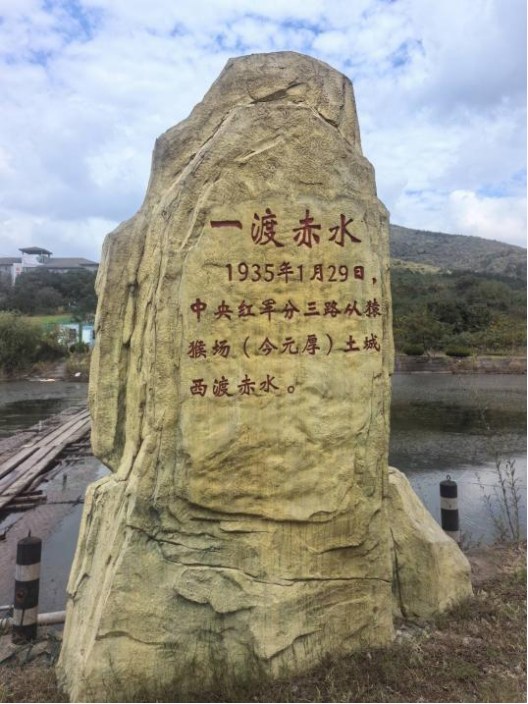 一渡赤水
1935年1月29日，
中央红军分三路从猿
猴场（今元厚）土城
西渡赤水。